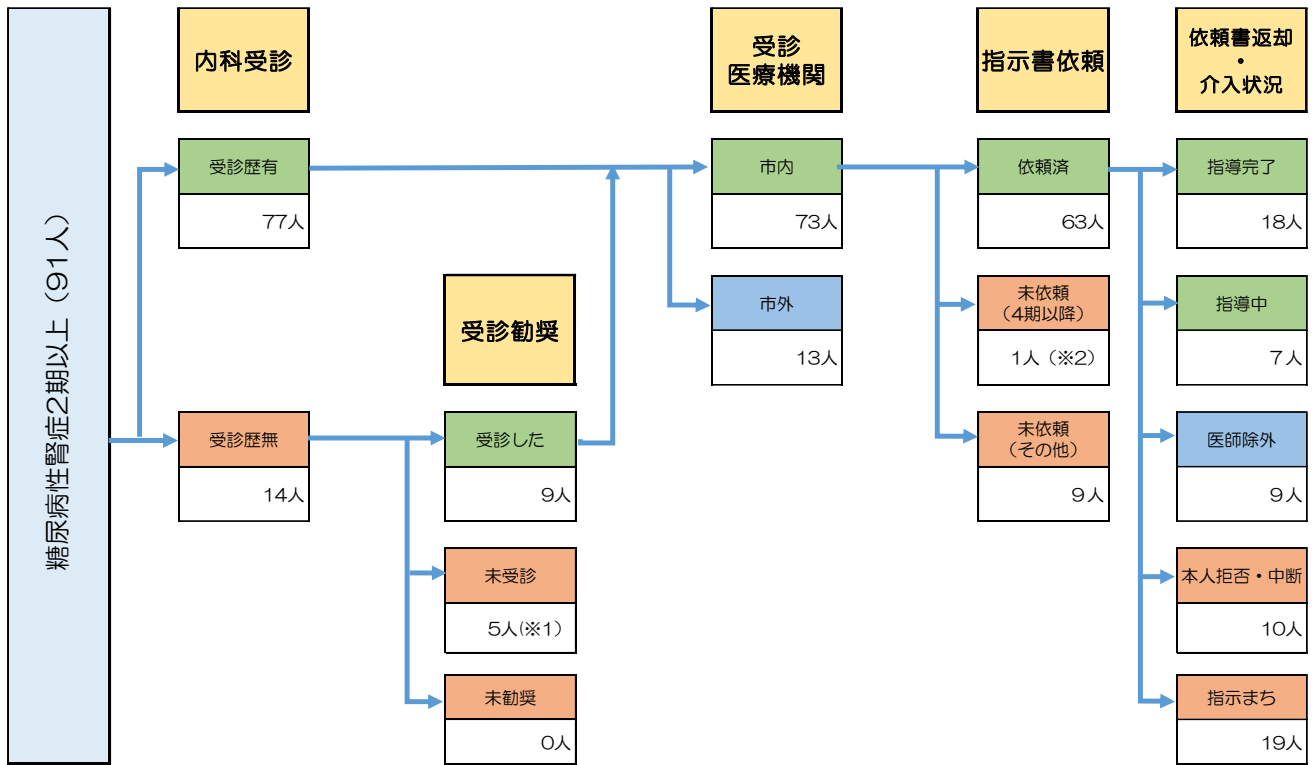 糖尿病性腎症2期以上（91人）
内科受診
受診歴有
77人
受診歴無
14人
受診勧奨
受診した
9人
未受診
5人(※1）
未勧奨
0人
受診
医療機関
市内
73人
市外
13人
指示書依頼
依頼済
63人
未依頼
（4期以降）
1人（※2）
未依頼
（その他）
9人
依頼書返却
・
介入状況
指導完了
18人
指導中
7人
医師除外
9人
本人拒否・中断
10人
指示まち
19人